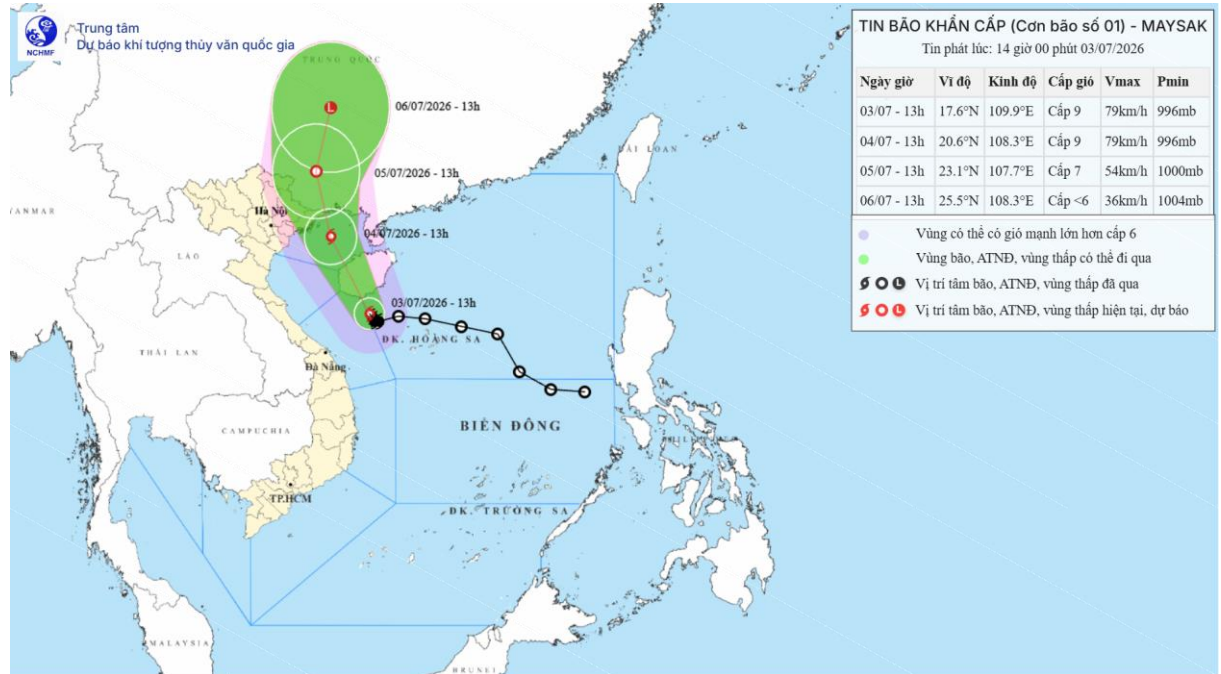 NCHMF
Trung tâm
Dự báo khí tượng thủy văn quốc gia
TIN BÃO KHẨN CẤP (Cơn bão số 01) - MAYSAK
Tin phát lúc: 14 giờ 00 phút 03/07/2026
Ngày giờ Vĩ độ Kinh độ Cấp gió Vmax Pmin
03/07 - 13h 17.6°N 109.9°E Cấp 9 79km/h 996mb
04/07 - 13h 20.6°N 108.3°E Cấp 9 79km/h 996mb
05/07 - 13h 23.1°N 107.7°E Cấp 7 54km/h 1000mb
06/07 - 13h 25.5°N 108.3°E Cấp <6 36km/h 1004mb
Vùng có thể có gió mạnh lớn hơn cấp 6
Vùng bão, ATNĐ, vùng thấp có thể đi qua
Vị trí tâm bão, ATNĐ, vùng thấp đã qua
Vị trí tâm bão, ATNĐ, vùng thấp hiện tại, dự báo
TRUNG QUỐC
L
06/07/2026 - 13h
ĐÀI LOAN
05/07/2026 - 13h
Hà Nội
04/07/2026 - 13h
LÀO
03/07/2026 - 13h
ĐK. HOÀNG SA
THÁI LAN
Đà Nẵng
BIỂN ĐÔNG
CAMPUCHIA
TP.HCM
ĐK. TRƯỜNG SA
MALAYSIA
BRUNEI